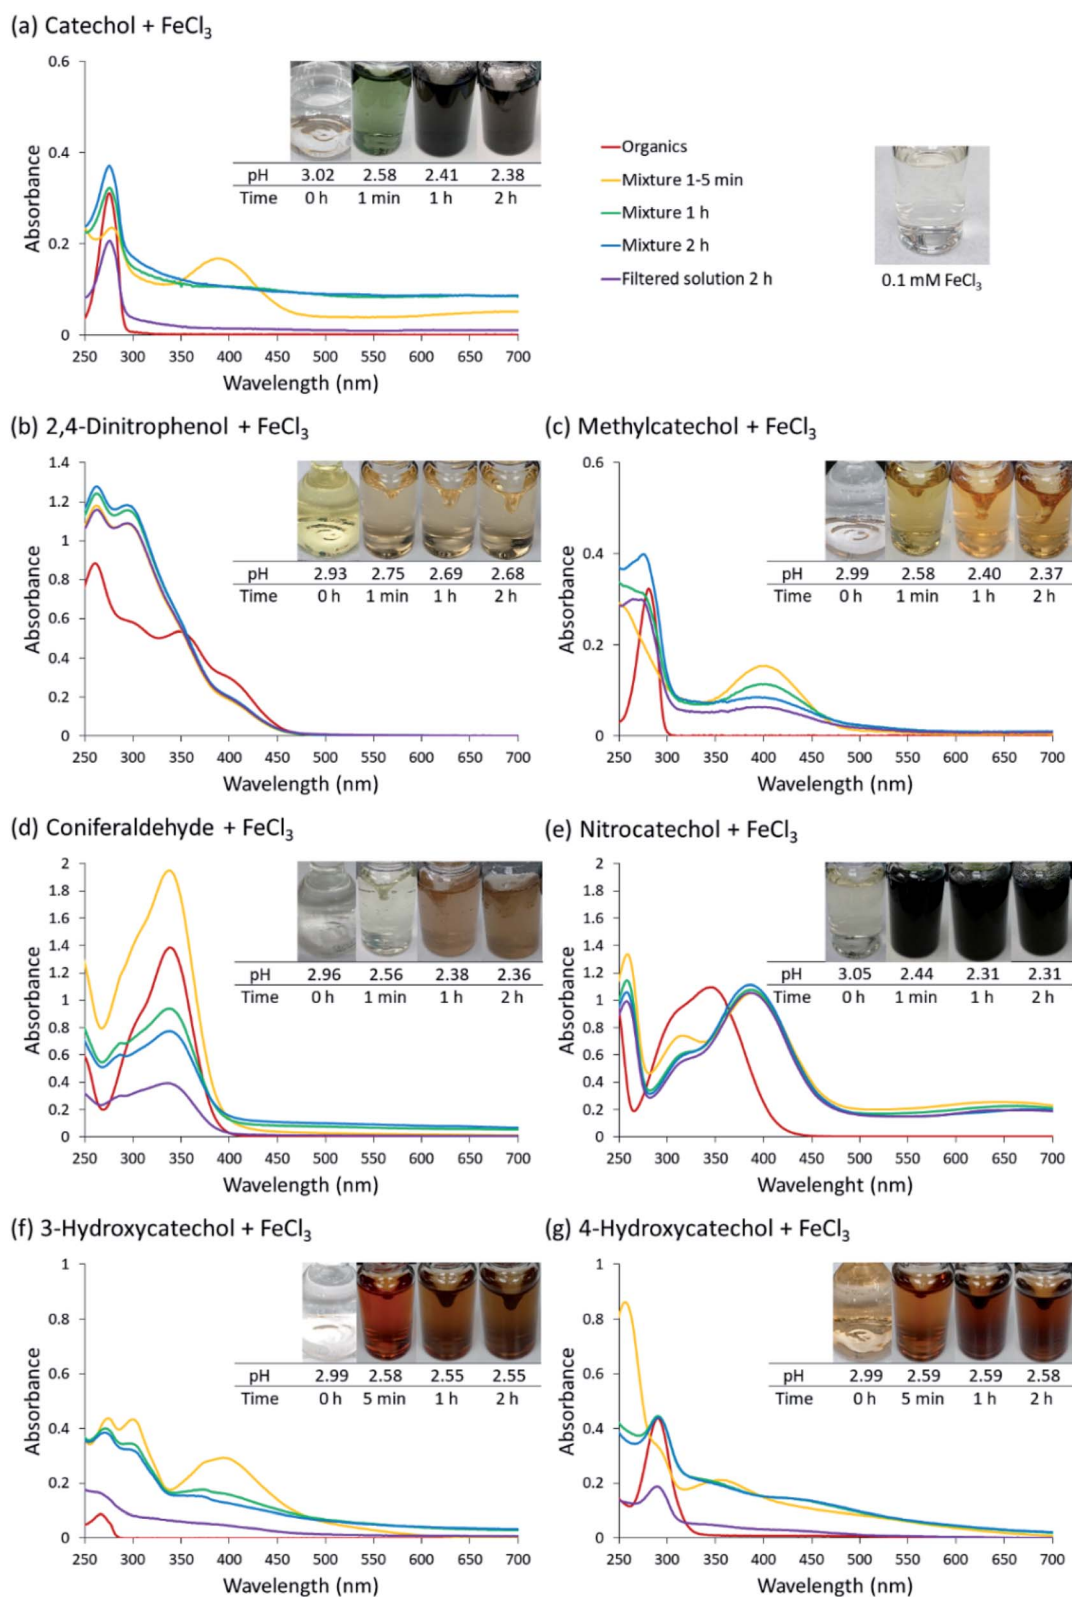 (a) Catechol + FeCl₃
Absorbance
0.6
0.4
0.2
0
250 300 350 400 450 500 550 600 650 700
Wavelength (nm)
pH 3.02 2.58 2.41 2.38
Time 0 h 1 min 1 h 2 h
Organics
Mixture 1-5 min
Mixture 1 h
Mixture 2 h
Filtered solution 2 h
0.1 mM FeCl₃
(b) 2,4-Dinitrophenol + FeCl₃
Absorbance
1.4
1.2
1
0.8
0.6
0.4
0.2
0
250 300 350 400 450 500 550 600 650 700
Wavelength (nm)
pH 2.93 2.75 2.69 2.68
Time 0 h 1 min 1 h 2 h
(c) Methylcatechol + FeCl₃
Absorbance
0.6
0.4
0.2
0
250 300 350 400 450 500 550 600 650 700
Wavelength (nm)
pH 2.99 2.58 2.40 2.37
Time 0 h 1 min 1 h 2 h
(d) Coniferaldehyde + FeCl₃
Absorbance
2
1.8
1.6
1.4
1.2
1
0.8
0.6
0.4
0.2
0
250 300 350 400 450 500 550 600 650 700
Wavelength (nm)
pH 2.96 2.56 2.38 2.36
Time 0 h 1 min 1 h 2 h
(e) Nitrocatechol + FeCl₃
Absorbance
2
1.8
1.6
1.4
1.2
1
0.8
0.6
0.4
0.2
0
250 300 350 400 450 500 550 600 650 700
Wavelenght (nm)
pH 3.05 2.44 2.31 2.31
Time 0 h 1 min 1 h 2 h
(f) 3-Hydroxycatechol + FeCl₃
Absorbance
1
0.8
0.6
0.4
0.2
0
250 300 350 400 450 500 550 600 650 700
Wavelength (nm)
pH 2.99 2.58 2.55 2.55
Time 0 h 5 min 1 h 2 h
(g) 4-Hydroxycatechol + FeCl₃
Absorbance
1
0.8
0.6
0.4
0.2
0
250 300 350 400 450 500 550 600 650 700
Wavelength (nm)
pH 2.99 2.59 2.59 2.58
Time 0 h 5 min 1 h 2 h